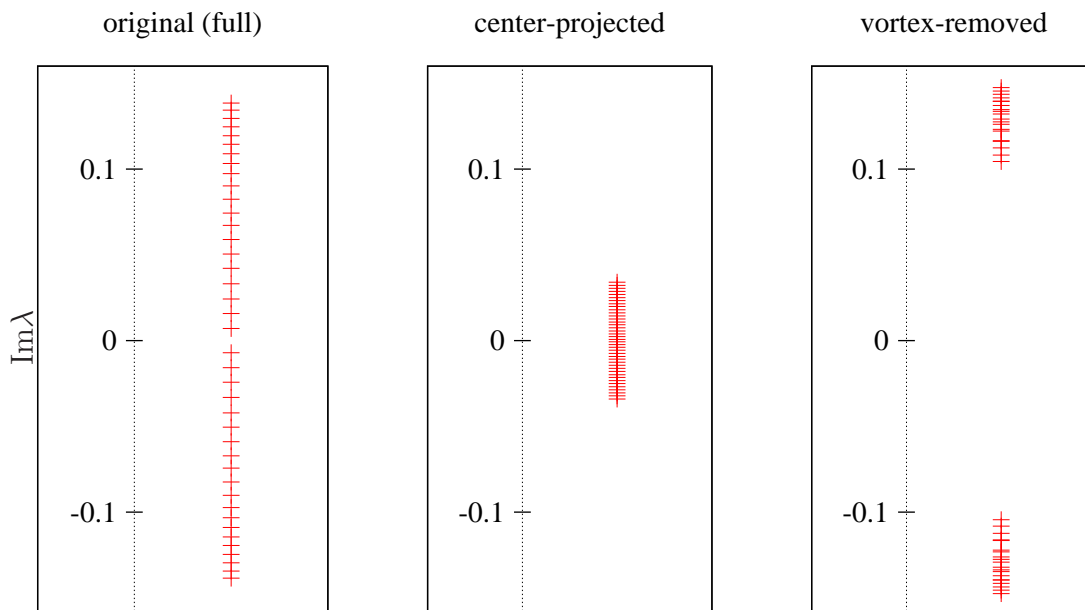 original (full)
center-projected
vortex-removed
0.1
0
-0.1
Imλ
0.1
0
-0.1
0.1
0
-0.1